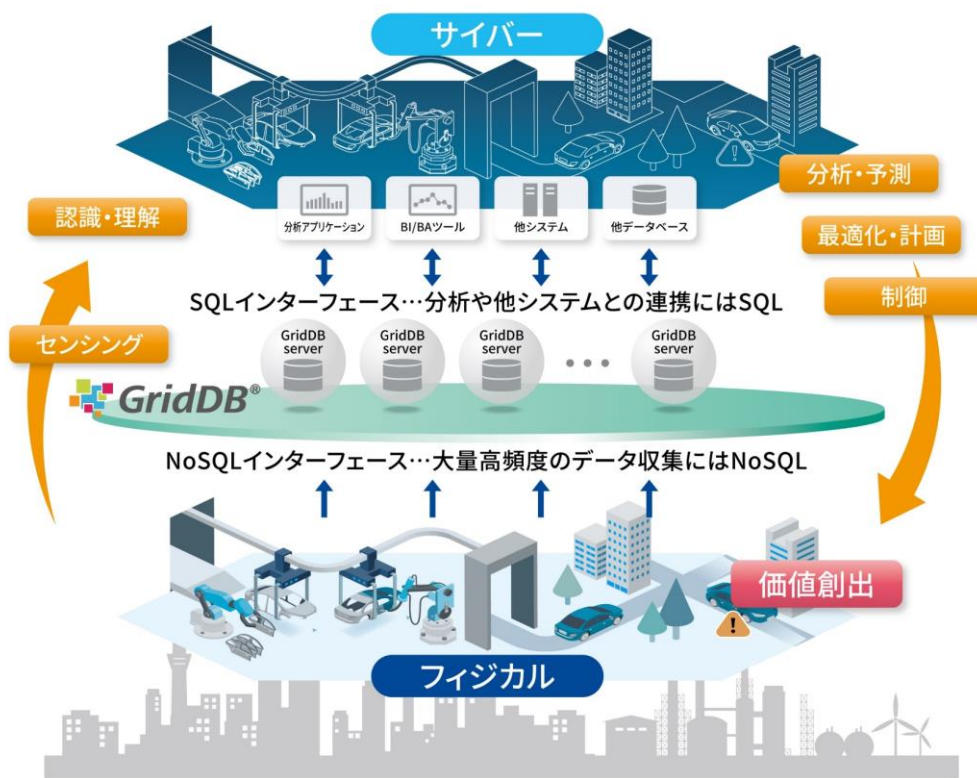 サイバー
分析・予測
認識・理解
分析アプリケーション
BI/BAツール
他システム
他データベース
最適化・計画
制御
SQLインターフェース…分析や他システムとの連携にはSQL
センシング
GridDB
server
GridDB
server
GridDB
server
GridDB
server
GridDB®
NoSQLインターフェース…大量高頻度のデータ収集にはNoSQL
価値創出
フィジカル